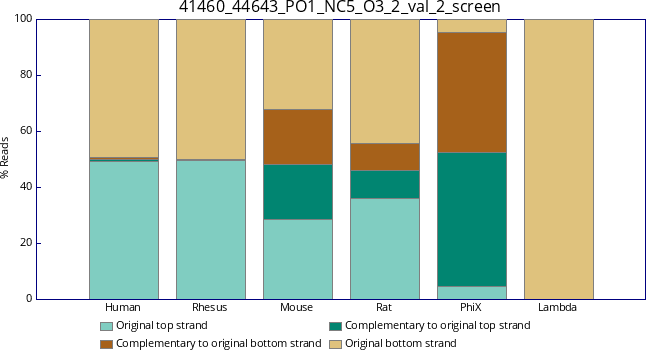 41460_44643_PO1_NC5_O3_2_val_2_screen
100
80
60
40
20
0
% Reads
Human Rhesus Mouse Rat PhiX Lambda
Original top strand Complementary to original top strand
Complementary to original bottom strand Original bottom strand